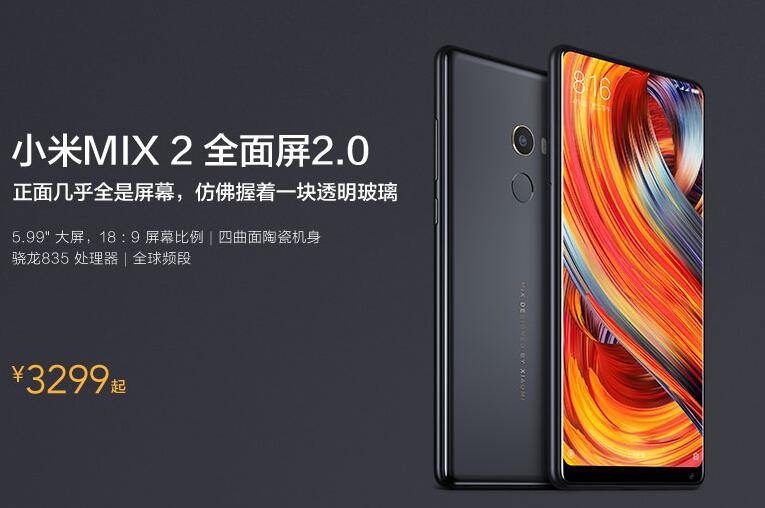 小米MIX 2 全面屏2.0
正面几乎全是屏幕，仿佛握着一块透明玻璃
5.99" 大屏，18：9 屏幕比例 | 四曲面陶瓷机身
骁龙835 处理器 | 全球频段
¥3299起
8:16
MIX DESIGNED BY XIAOMI